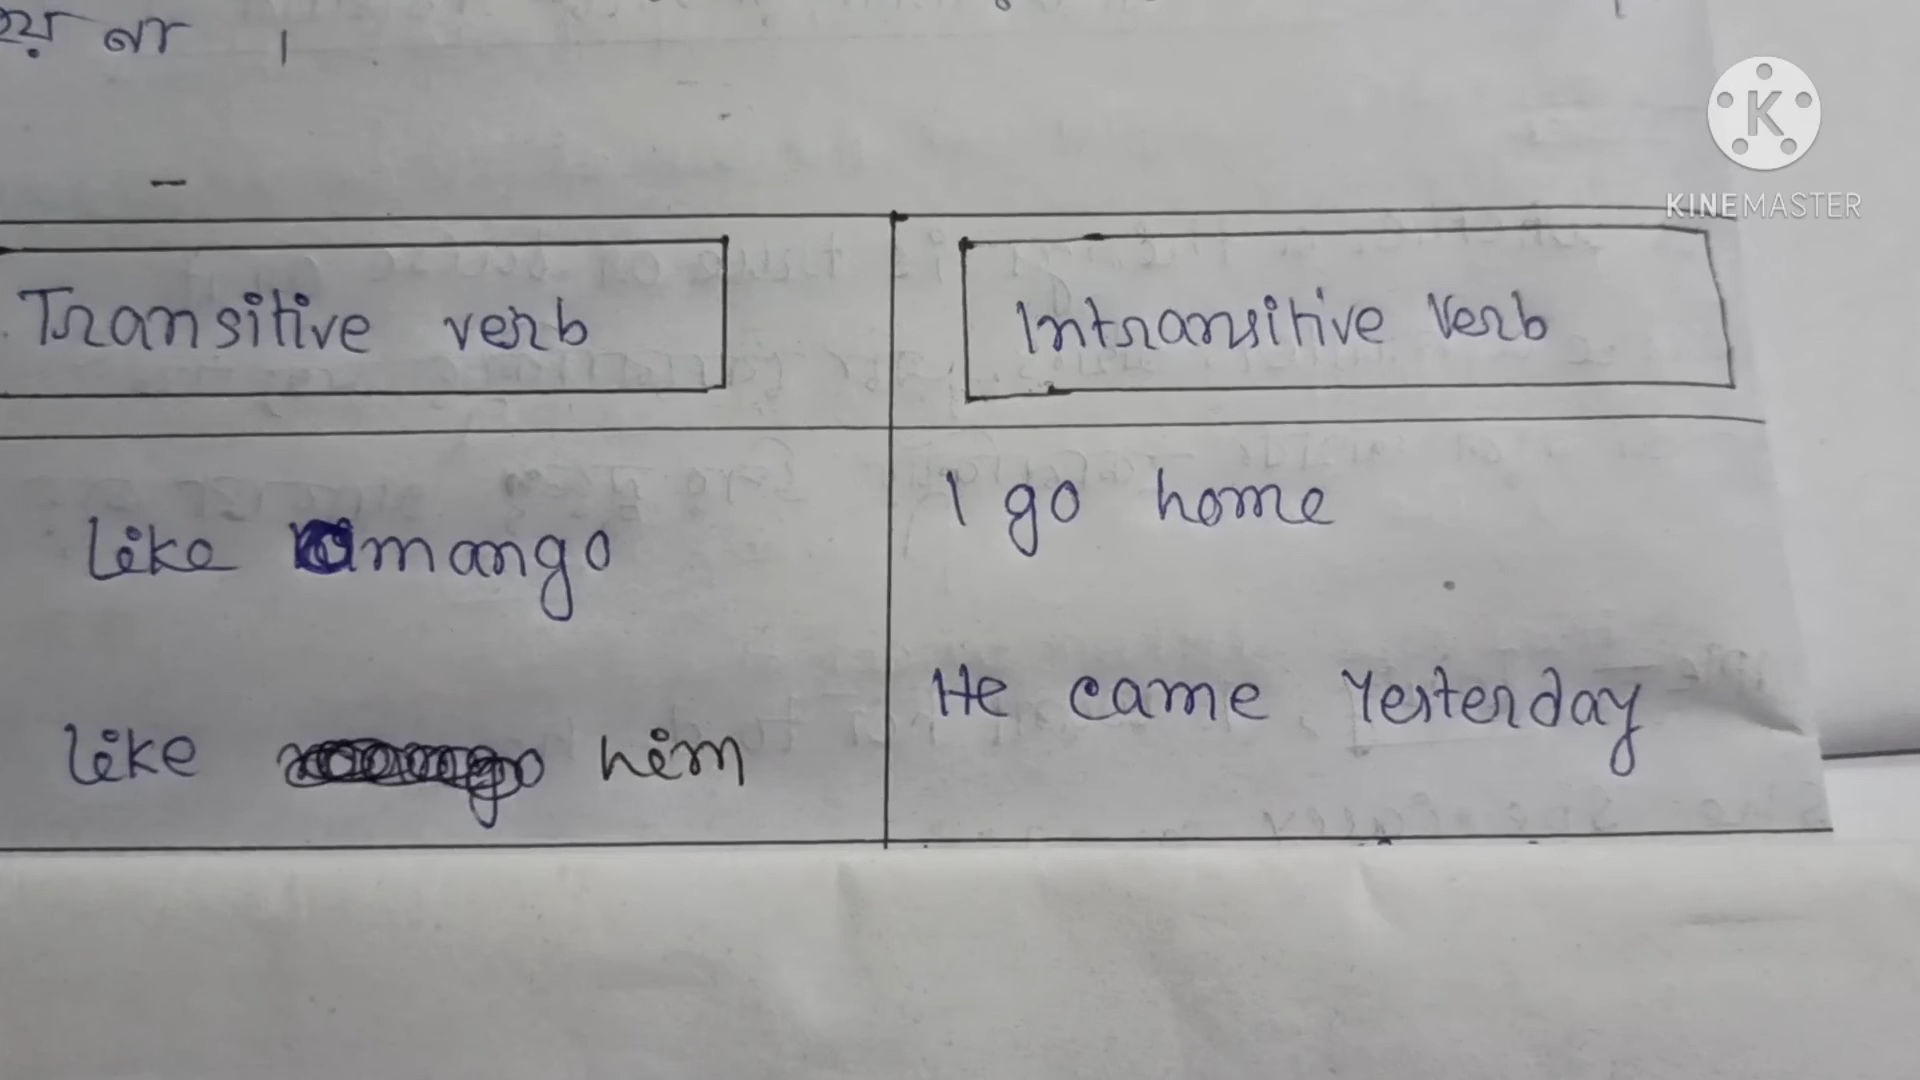 না ।
Transitive verb
Intransitive Verb
like mango
I go home
like him
He came Yesterday
KINEMASTER